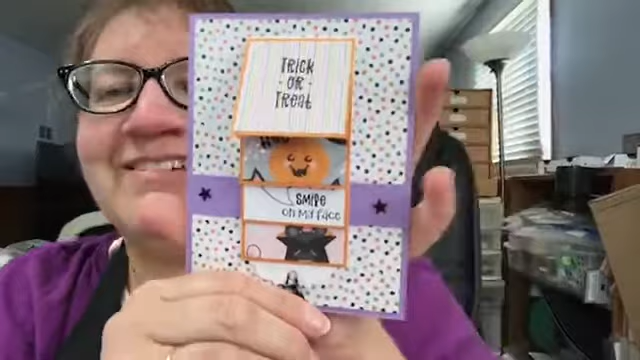 TRICK
- OR -
TREAT
SMILE
ON MY FACE